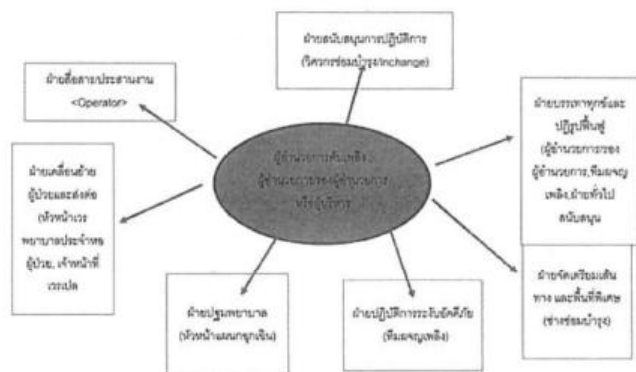 ฝ่ายสนับสนุนการปฏิบัติการ
(วิศวกรซ่อมบำรุง/Incharge)
ฝ่ายสื่อสาร/ประสานงาน
<Operator>
ฝ่ายบรรเทาทุกข์และ
ปฏิรูปฟื้นฟู
(ผู้อำนวยการ/รอง
ผู้อำนวยการ,ทีมผจญ
เพลิง,ฝ่ายทั่วไป
สนับสนุน
ผู้อำนวยการดับเพลิง
ผู้อำนวยการ/รองผู้อำนวยการ
หรือผู้บริหาร
ฝ่ายเคลื่อนย้าย
ผู้ป่วยและส่งต่อ
(หัวหน้าเวร
พยาบาลประจำหอ
ผู้ป่วย, เจ้าหน้าที่
เวรเปล
ฝ่ายปฐมพยาบาล
(หัวหน้าแผนกฉุกเฉิน)
ฝ่ายปฏิบัติการระงับอัคคีภัย
(ทีมผจญเพลิง)
ฝ่ายจัดเตรียมเส้น
ทาง และพื้นที่พิเศษ
(ช่างซ่อมบำรุง)